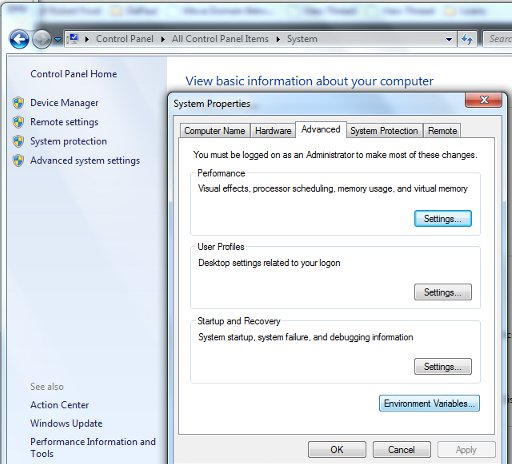 Control Panel
All Control Panel Items
System
Searc
Control Panel Home
Device Manager
Remote settings
System protection
Advanced system settings
See also
Action Center
Windows Update
Performance Information and
Tools
View basic information about your computer
System Properties
Computer Name
Hardware
Advanced
System Protection
Remote
You must be logged on as an Administrator to make most of these changes.
Performance
Visual effects, processor scheduling, memory usage, and virtual memory
Settings...
User Profiles
Desktop settings related to your logon
Settings...
Startup and Recovery
System startup, system failure, and debugging information
Settings...
Environment Variables...
OK
Cancel
Apply